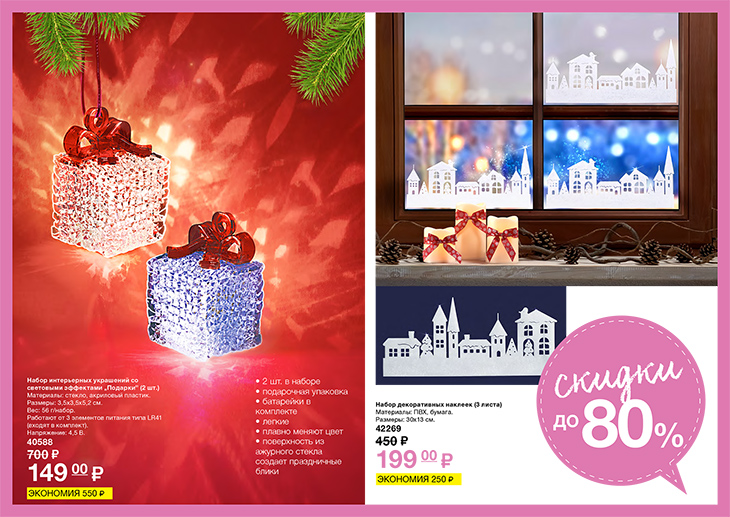 Набор интерьерных украшений со
световыми эффектами „Подарки" (2 шт.)
Материалы: стекло, акриловый пластик.
Размеры: 3,5х3,5х5,2 см.
Вес: 56 г/набор.
Работают от 3 элементов питания типа LR41
(входят в комплект).
Напряжение: 4,5 В.
40588
700 ₽
149 00 ₽
ЭКОНОМИЯ 550 ₽
• 2 шт. в наборе
• подарочная упаковка
• батарейки в
комплекте
• легкие
• плавно меняют цвет
• поверхность из
ажурного стекла
создает праздничные
блики
Набор декоративных наклеек (3 листа)
Материалы: ПВХ, бумага.
Размеры: 30х13 см.
42269
450 ₽
199 00 ₽
ЭКОНОМИЯ 250 ₽
скидки
до 80%